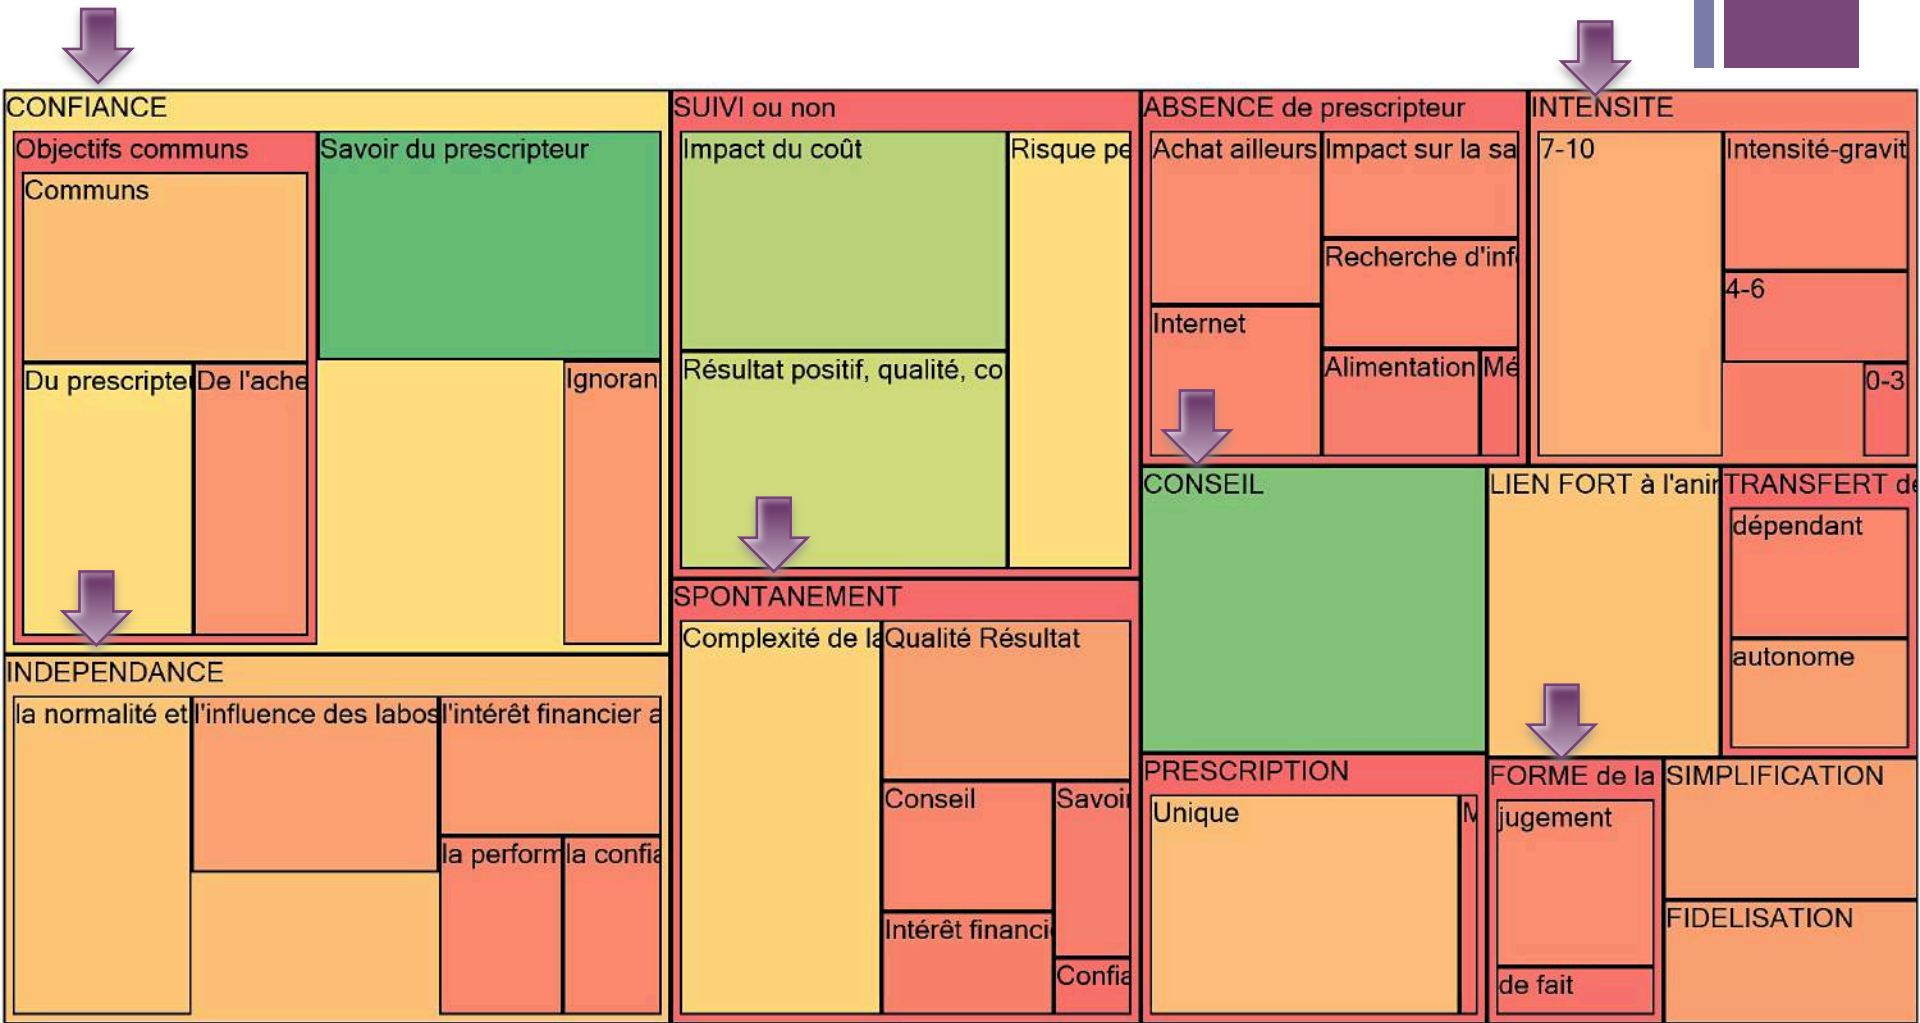 CONFIANCE
Objectifs communs
Communs
Du prescripte
De l'ache
Savoir du prescripteur
Ignoran
INDEPENDANCE
la normalité et
l'influence des labos
l'intérêt financier a
la perform
la confia
SUIVI ou non
Impact du coût
Résultat positif, qualité, co
Risque pe
SPONTANEMENT
Complexité de la
Qualité Résultat
Conseil
Savoir
Intérêt financi
Confia
ABSENCE de prescripteur
Achat ailleurs
Impact sur la sa
Recherche d'inf
Internet
Alimentation
Mé
INTENSITE
7-10
Intensité-gravit
4-6
0-3
CONSEIL
LIEN FORT à l'anir
TRANSFERT de
dépendant
autonome
PRESCRIPTION
Unique
M
FORME de la
jugement
de fait
SIMPLIFICATION
FIDELISATION